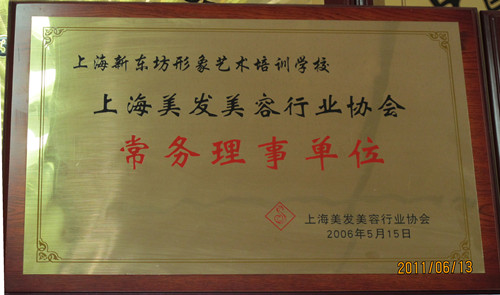 上海新东坊形象艺术培训学校
上海美发美容行业协会
常务理事单位
上海美发美容行业协会
2006年5月15日
2011/06/13